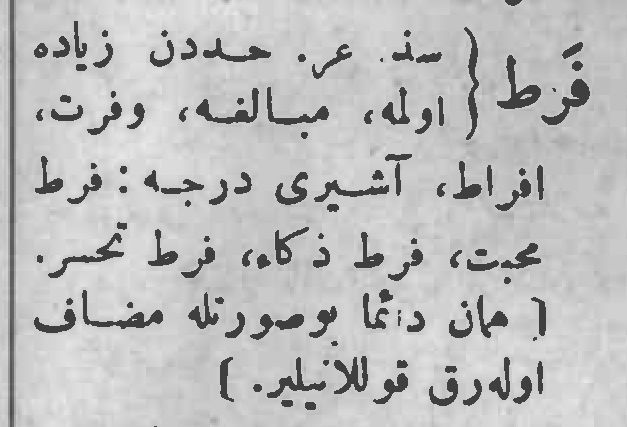 فَرط { سذ. عر. حددن زیاده
اولمه، مبالغه، وفرت،
افراط، آشیری درجه : فرط
محبت، فرط ذکاء، فرط تحسر.
[ همان دائما بوصورتله مضاف
اوله‌رق قوللانیلیر. ]